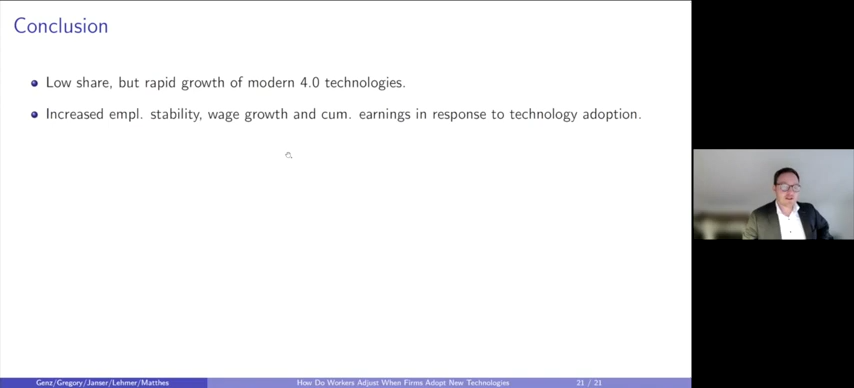 Conclusion
Low share, but rapid growth of modern 4.0 technologies.
Increased empl. stability, wage growth and cum. earnings in response to technology adoption.
Genz/Gregory/Janser/Lehmer/Matthes How Do Workers Adjust When Firms Adopt New Technologies 21 / 21